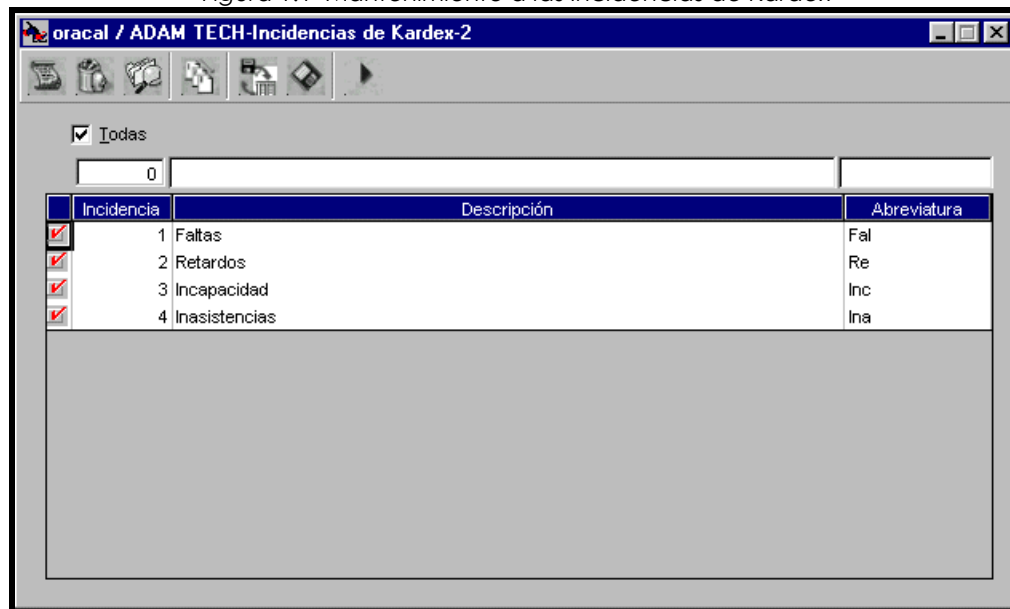 oracal / ADAM TECH-Incidencias de Kardex-2
Todas
0
Incidencia Descripción Abreviatura
1 Faltas Fal
2 Retardos Re
3 Incapacidad Inc
4 Inasistencias Ina